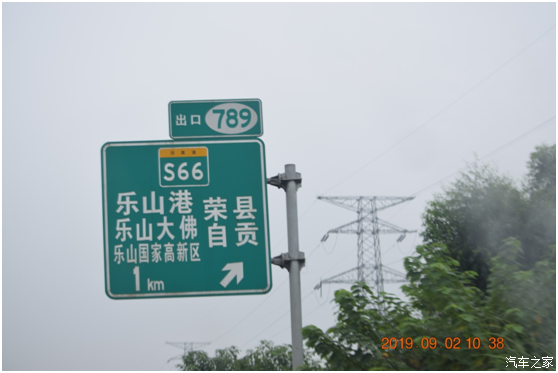 出口 789
S66
乐山港 荣县
乐山大佛 自贡
乐山国家高新区
1 km
2019 09 02 10 38
汽车之家